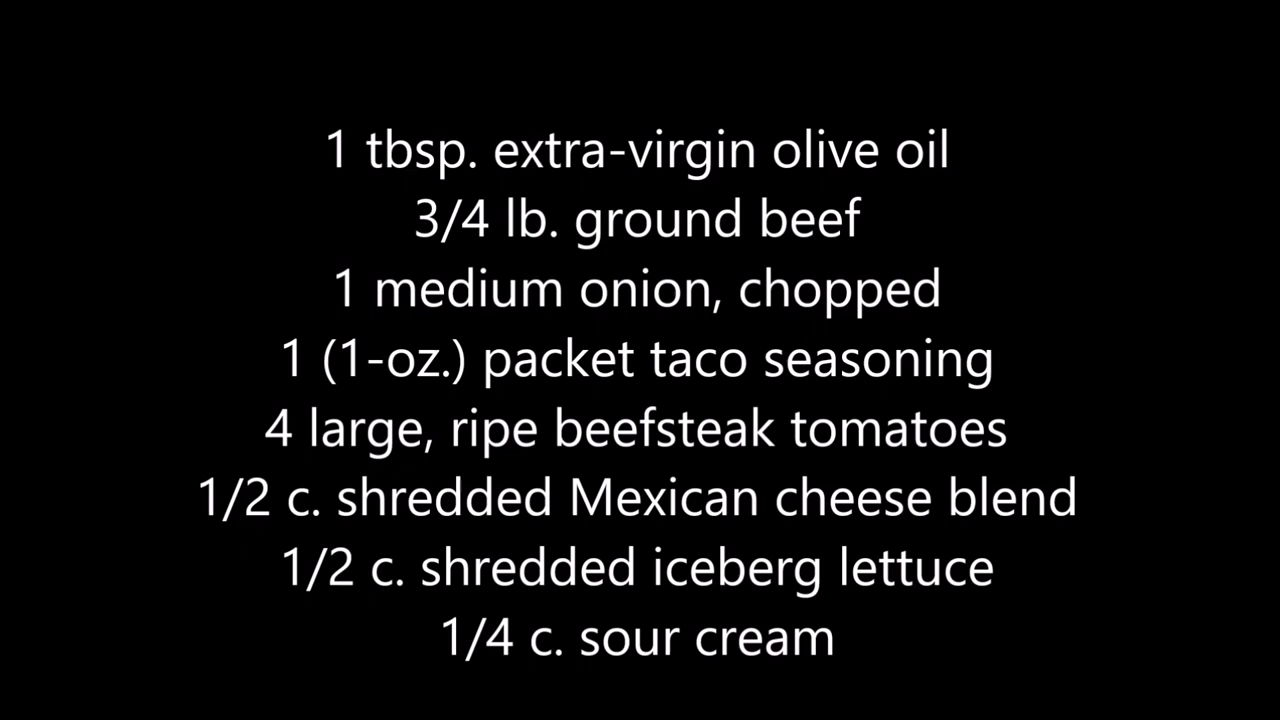 1 tbsp. extra-virgin olive oil
3/4 lb. ground beef
1 medium onion, chopped
1 (1-oz.) packet taco seasoning
4 large, ripe beefsteak tomatoes
1/2 c. shredded Mexican cheese blend
1/2 c. shredded iceberg lettuce
1/4 c. sour cream